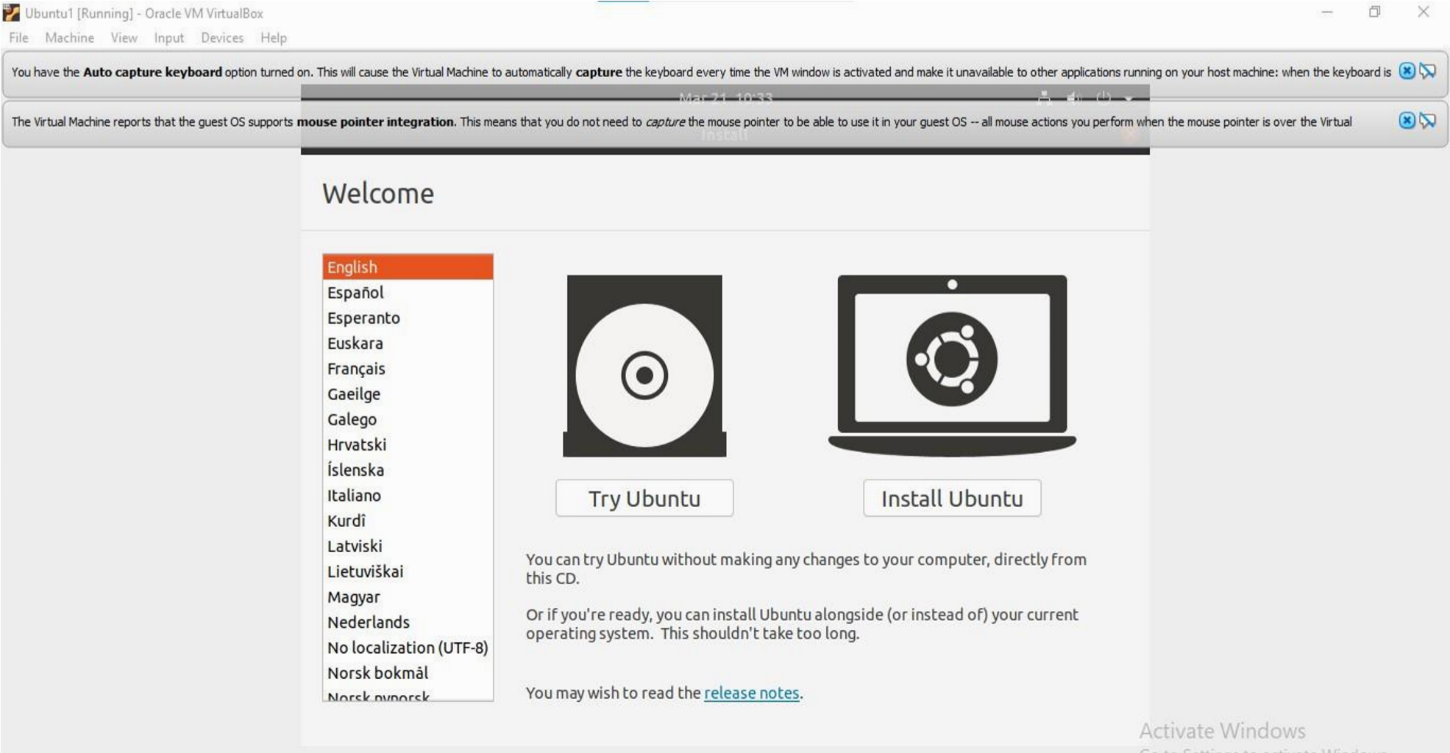 Ubuntu1 [Running] - Oracle VM VirtualBox
File Machine View Input Devices Help
You have the Auto capture keyboard option turned on. This will cause the Virtual Machine to automatically capture the keyboard every time the VM window is activated and make it unavailable to other applications running on your host machine: when the keyboard is
Mar 21 10:33
The Virtual Machine reports that the guest OS supports mouse pointer integration. This means that you do not need to capture the mouse pointer to be able to use it in your guest OS -- all mouse actions you perform when the mouse pointer is over the Virtual
Install
Welcome
English
Español
Esperanto
Euskara
Français
Gaeilge
Galego
Hrvatski
Íslenska
Italiano
Kurdî
Latviski
Lietuviškai
Magyar
Nederlands
No localization (UTF-8)
Norsk bokmål
Norsk nynorsk
Try Ubuntu
Install Ubuntu
You can try Ubuntu without making any changes to your computer, directly from
this CD.
Or if you're ready, you can install Ubuntu alongside (or instead of) your current
operating system. This shouldn't take too long.
You may wish to read the release notes.
Activate Windows
Go to Settings to activate Windows.